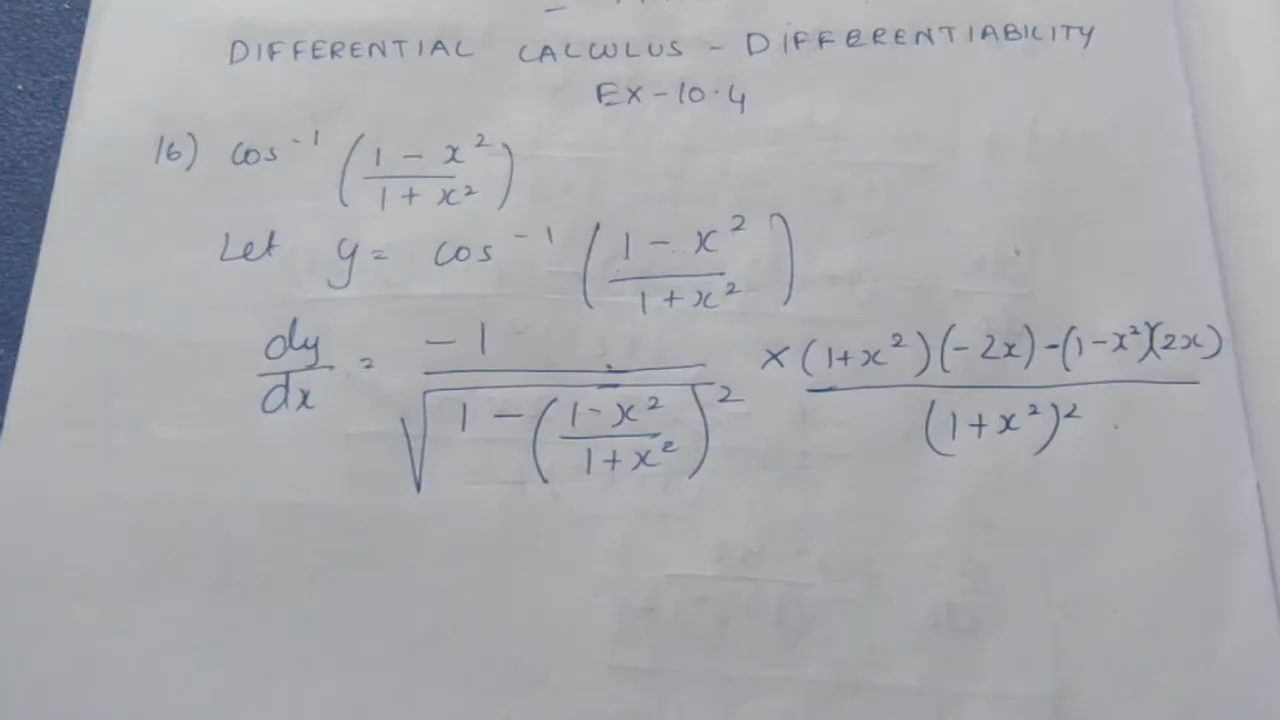 DIFFERENTIAL CALCULUS - DIFFERENTIABILITY
EX-10.4
16) cos⁻¹ ((1 - x²)/(1 + x²))
Let y = cos⁻¹ ((1 - x²)/(1 + x²))
dy/dx = -1/√(1 - ((1-x²)/(1+x²))²) × ((1+x²)(-2x) - (1-x²)(2x))/(1+x²)²